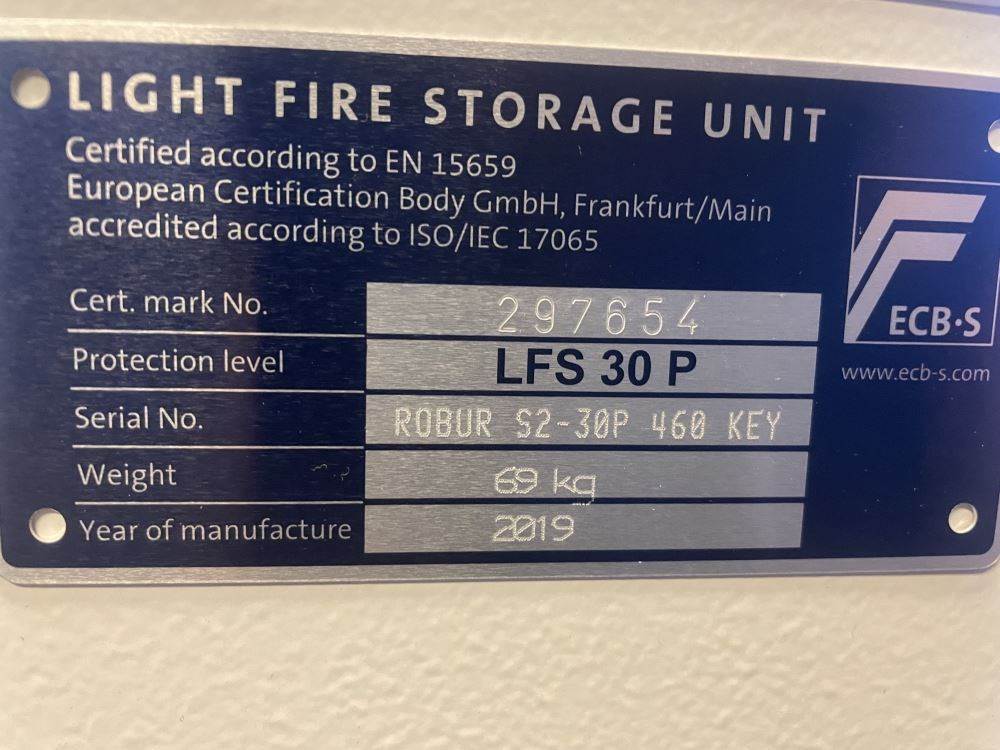 LIGHT FIRE STORAGE UNIT
Certified according to EN 15659
European Certification Body GmbH, Frankfurt/Main
accredited according to ISO/IEC 17065
ECB·S
www.ecb-s.com
Cert. mark No. 297654
Protection level LFS 30 P
Serial No. ROBUR S2-30P 460 KEY
Weight 69 kg
Year of manufacture 2019